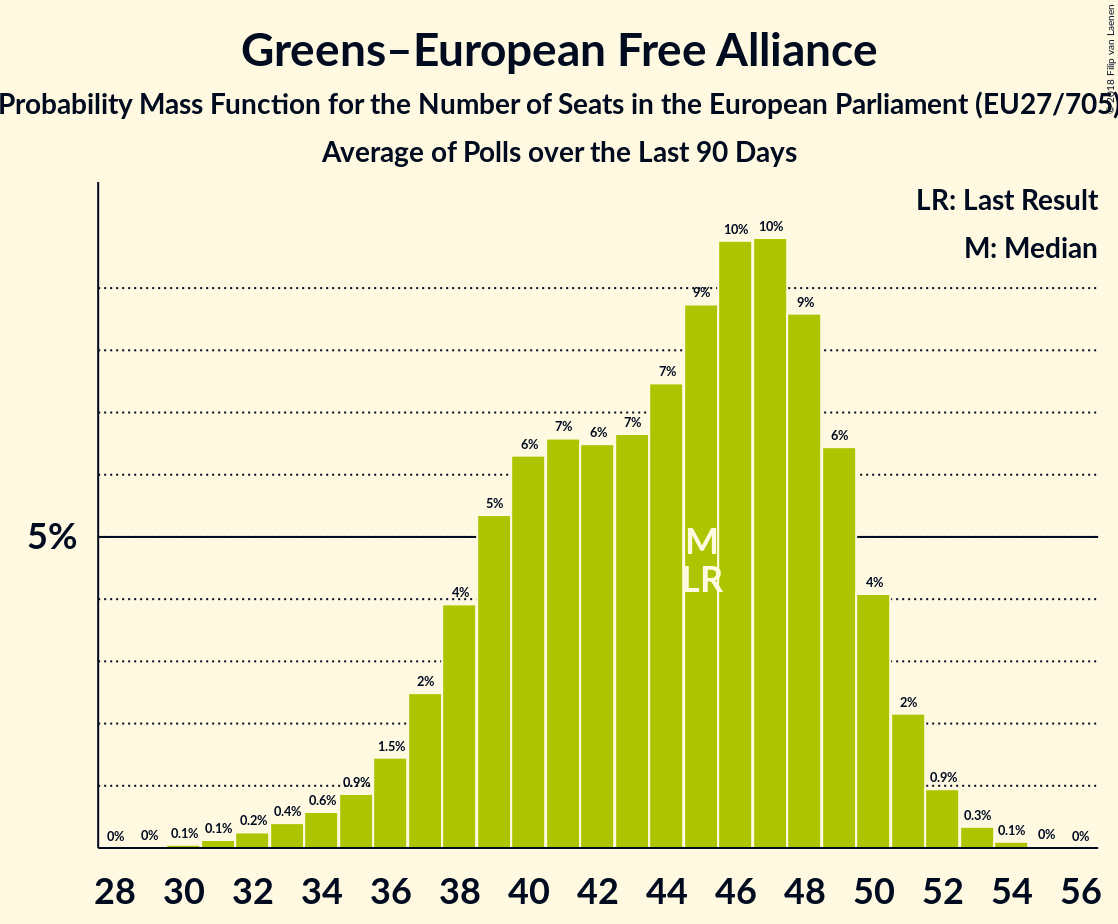 Greens–European Free Alliance
Probability Mass Function for the Number of Seats in the European Parliament (EU27/705)
Average of Polls over the Last 90 Days
© 2018 Filip van Laenen
LR: Last Result
M: Median
5%
0% 0% 0.1% 0.1% 0.2% 0.4% 0.6% 0.9% 1.5% 2% 4% 5% 6% 7% 6% 7% 7% 9% 10% 10% 9% 6% 4% 2% 0.9% 0.3% 0.1% 0% 0%
M
LR
28 30 32 34 36 38 40 42 44 46 48 50 52 54 56